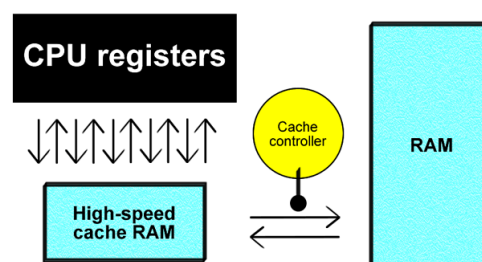 CPU registers
Cache
controller
RAM
High-speed
cache RAM